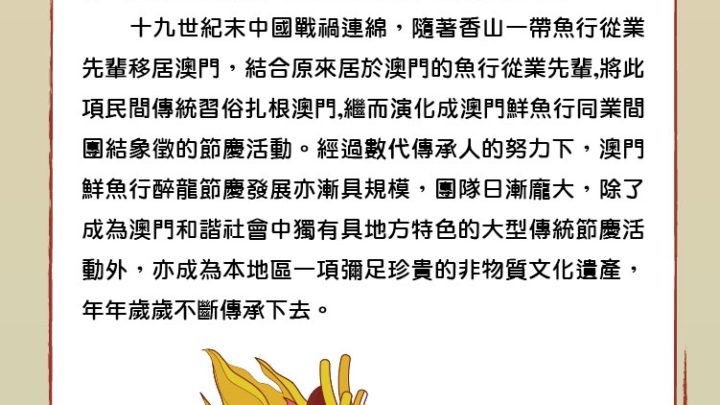 十九世紀末中國戰禍連綿，隨著香山一帶魚行從業
先輩移居澳門，結合原來居於澳門的魚行從業先輩,將此
項民間傳統習俗扎根澳門,繼而演化成澳門鮮魚行同業間
團結象徵的節慶活動。經過數代傳承人的努力下，澳門
鮮魚行醉龍節慶發展亦漸具規模，團隊日漸龐大，除了
成為澳門和諧社會中獨有具地方特色的大型傳統節慶活
動外，亦成為本地區一項彌足珍貴的非物質文化遺產，
年年歲歲不斷傳承下去。